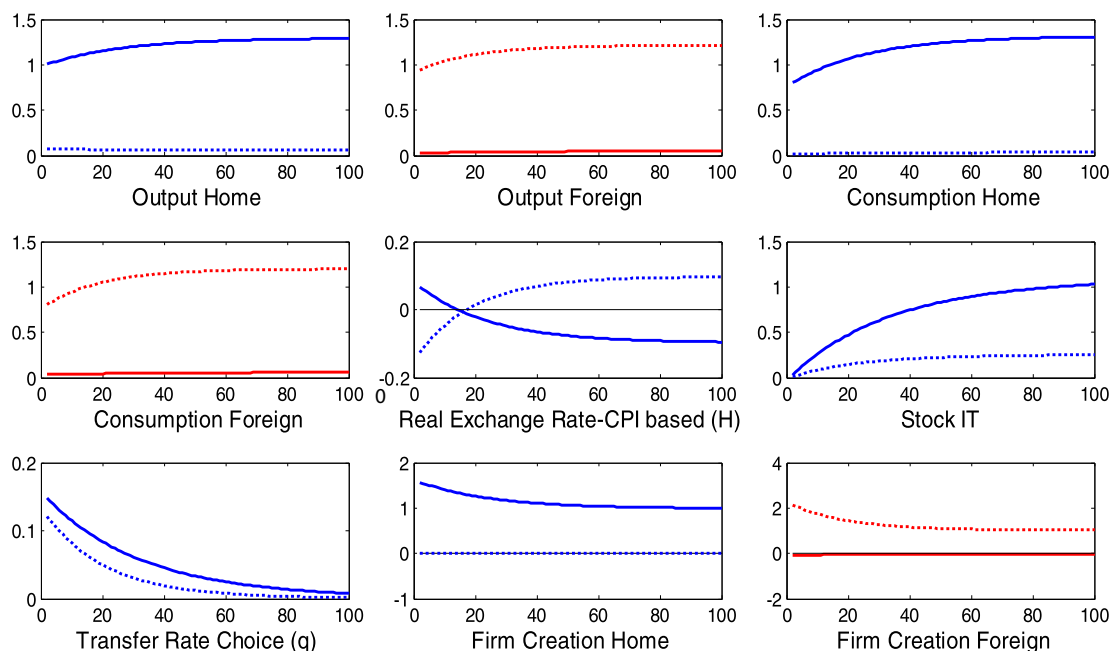 1.5
1
0.5
0
0 20 40 60 80 100
Output Home
1.5
1
0.5
0
0 20 40 60 80 100
Output Foreign
1.5
1
0.5
0
0 20 40 60 80 100
Consumption Home
1.5
1
0.5
0
0 20 40 60 80 100
Consumption Foreign
0.2
0
-0.2
0 20 40 60 80 100
Real Exchange Rate-CPI based (H)
1.5
1
0.5
0
0 20 40 60 80 100
Stock IT
0.2
0.1
0
0 20 40 60 80 100
Transfer Rate Choice (q)
2
1
0
-1
0 20 40 60 80 100
Firm Creation Home
4
2
0
-2
0 20 40 60 80 100
Firm Creation Foreign